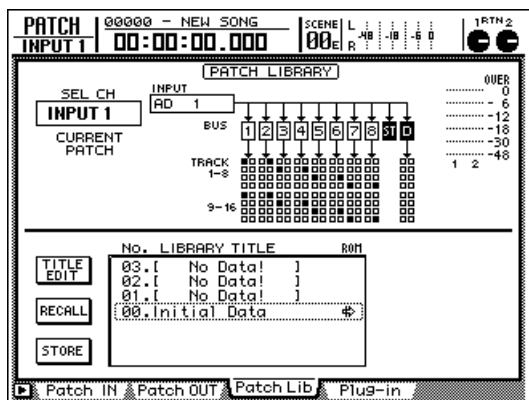 PATCH
INPUT 1
00000 - NEW SONG
00:00:00.000
SCENE
00E
L -48 -18 -6 0
R
1 RTN 2
PATCH LIBRARY
SEL CH
INPUT 1
CURRENT
PATCH
INPUT
AD 1
BUS
1 2 3 4 5 6 7 8 ST D
TRACK
1-8
9-16
OVER
0
- 6
-12
-18
-30
-48
1 2
No. LIBRARY TITLE ROM
TITLE
EDIT
RECALL
STORE
03.[ No Data! ]
02.[ No Data! ]
01.[ No Data! ]
00.Initial Data
Patch IN Patch OUT Patch Lib Plug-in